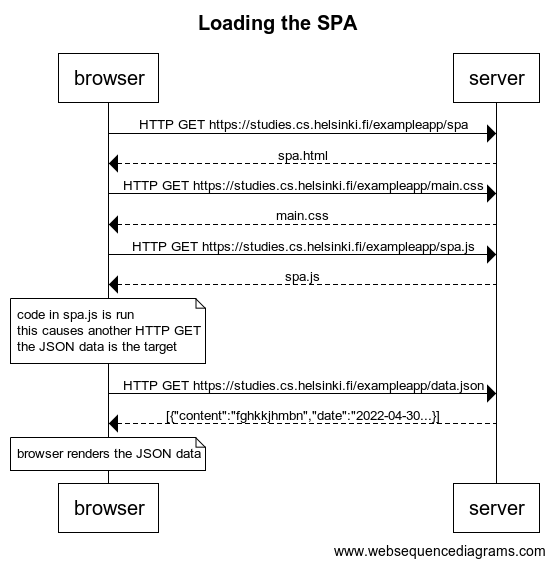 Loading the SPA
browser
server
HTTP GET https://studies.cs.helsinki.fi/exampleapp/spa
spa.html
HTTP GET https://studies.cs.helsinki.fi/exampleapp/main.css
main.css
HTTP GET https://studies.cs.helsinki.fi/exampleapp/spa.js
spa.js
code in spa.js is run
this causes another HTTP GET
the JSON data is the target
HTTP GET https://studies.cs.helsinki.fi/exampleapp/data.json
[{"content":"fghkkjhmbn","date":"2022-04-30...}]
browser renders the JSON data
browser
server
www.websequencediagrams.com